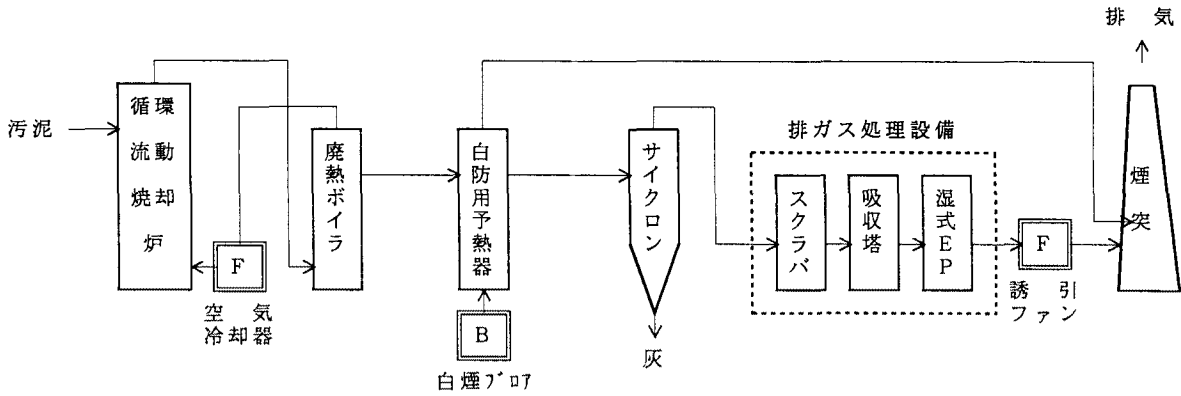 排気
汚泥
循環
流動
焼却
炉
F
空気
冷却器
廃熱ボイラ
白防用予熱器
B
白煙ブロア
サイクロン
灰
排ガス処理設備
スクラバ
吸収塔
湿式EP
F
誘引
ファン
煙突